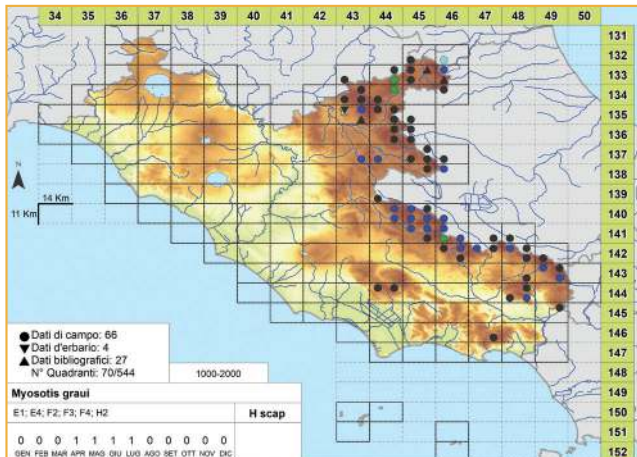 34 35 36 37 38 39 40 41 42 43 44 45 46 47 48 49 50
131
132
133
134
135
136
137
138
139
140
141
142
143
144
145
146
147
148
149
150
151
152
N
14 Km
11 Km
Dati di campo: 66
Dati d'erbario: 4
Dati bibliografici: 27
N° Quadranti: 70/544
1000-2000
Myosotis graui
E1; E4; F2; F3; F4; H2
H scap
0 0 0 1 1 1 1 0 0 0 0 0
GEN FEB MAR APR MAG GIU LUG AGO SET OTT NOV DIC